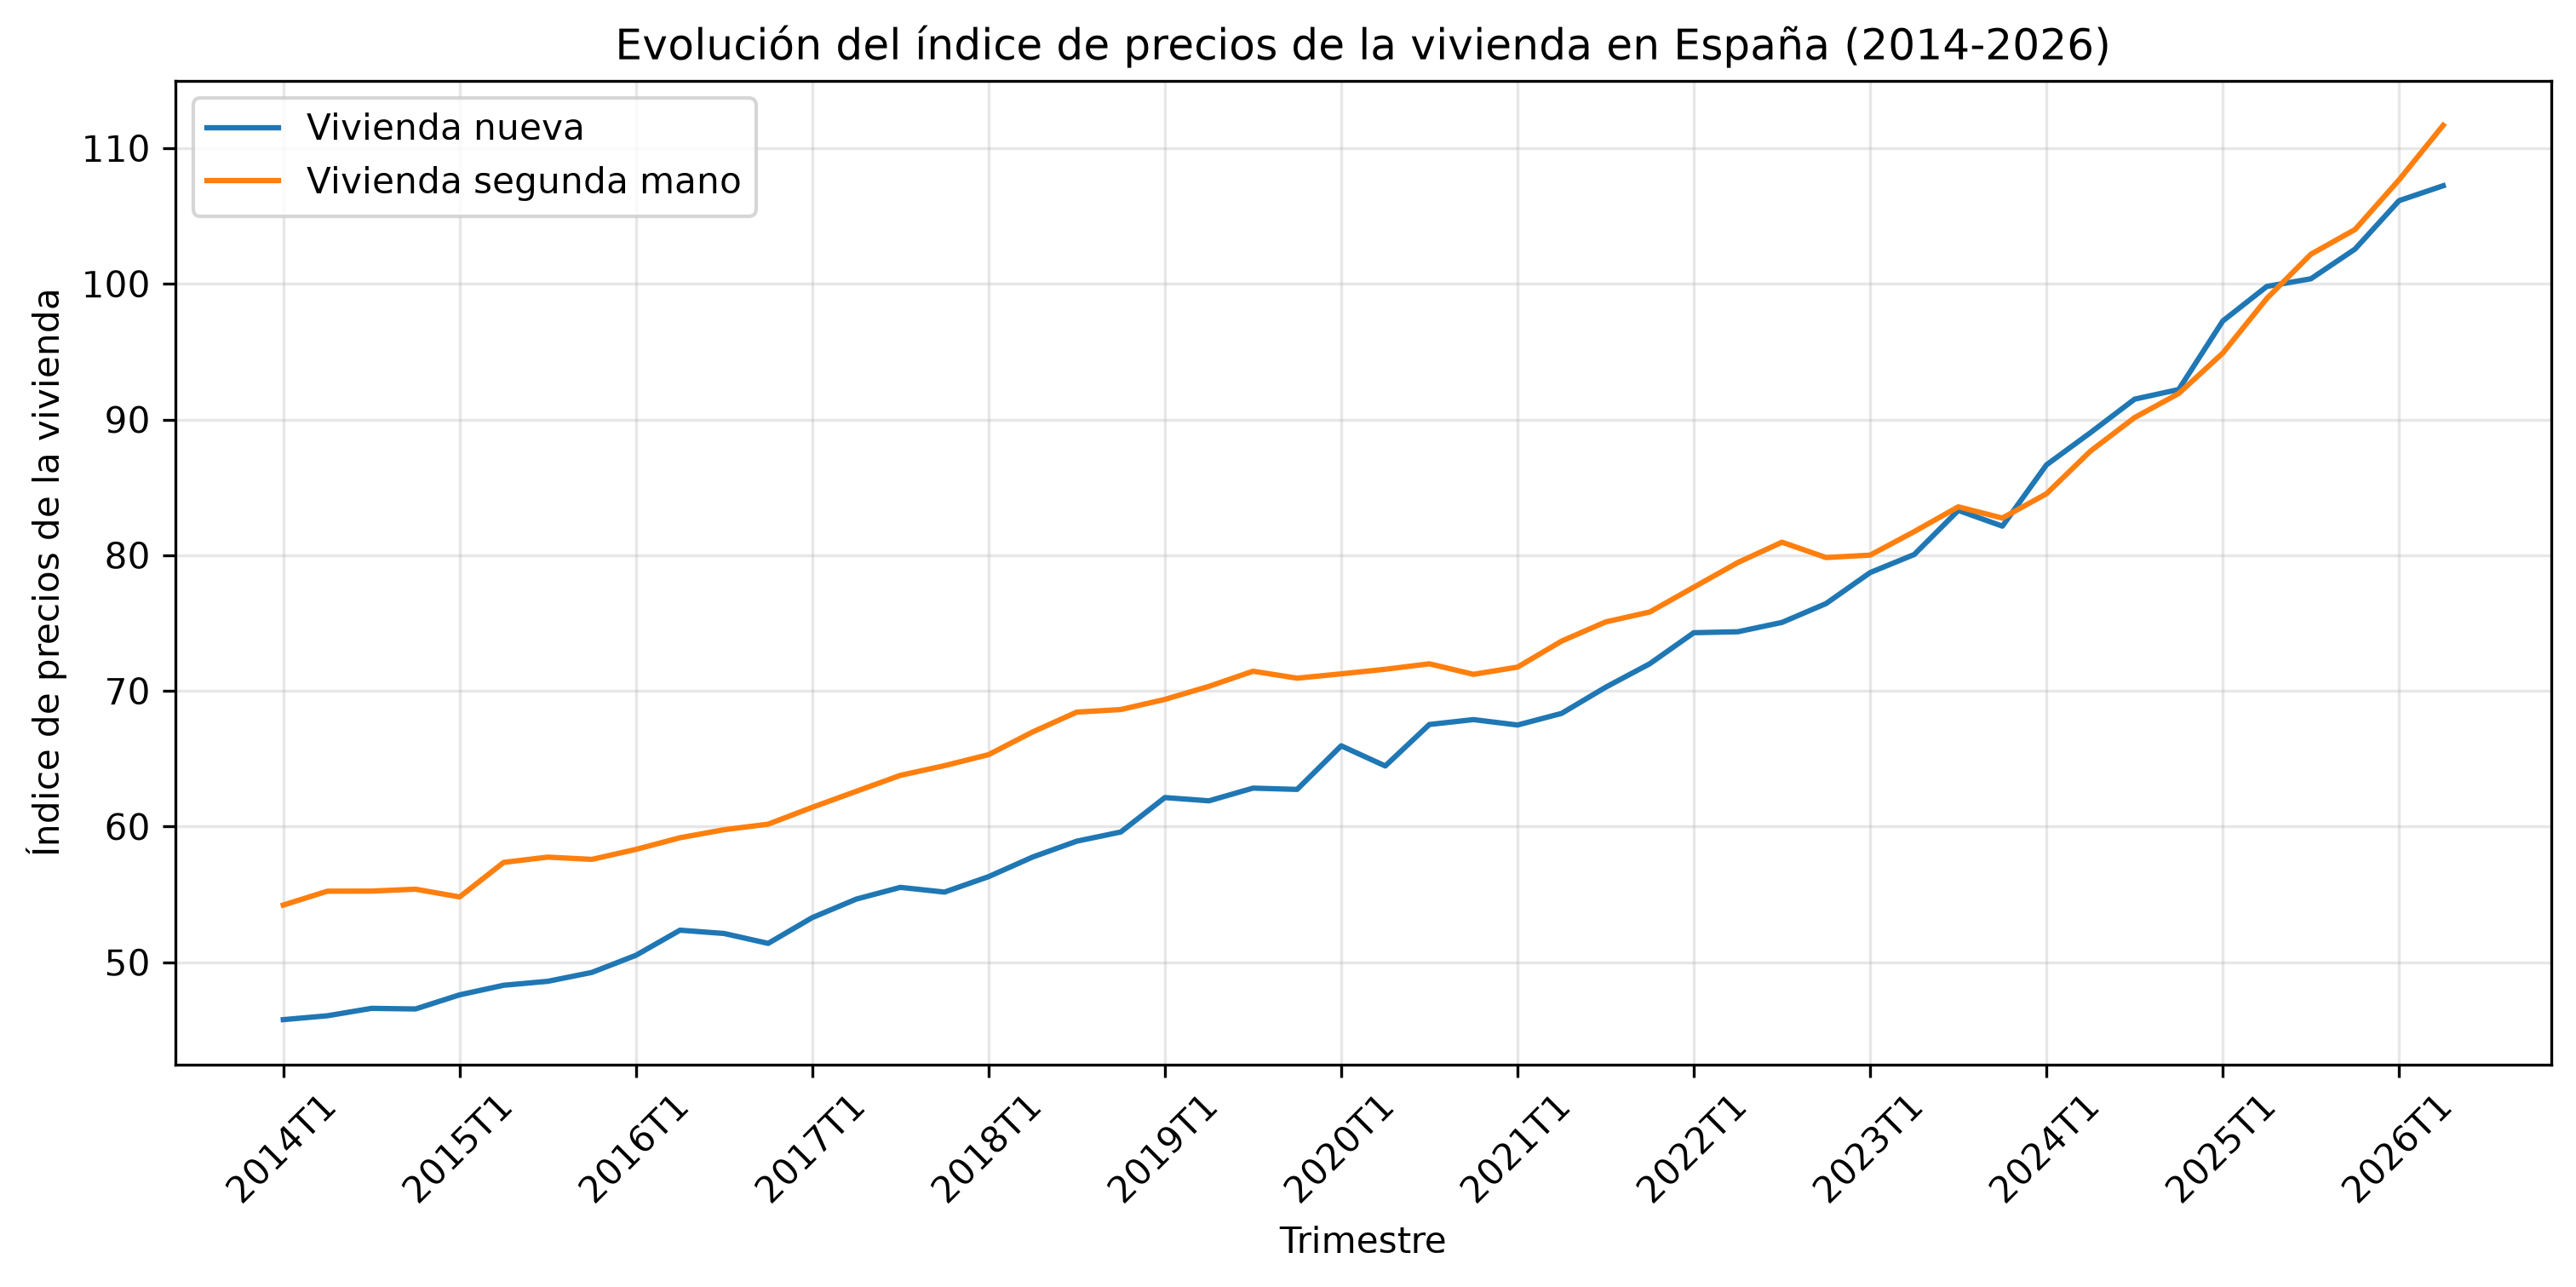 Evolución del índice de precios de la vivienda en España (2014-2026)
Vivienda nueva
Vivienda segunda mano
Índice de precios de la vivienda
110
100
90
80
70
60
50
2014T1
2015T1
2016T1
2017T1
2018T1
2019T1
2020T1
2021T1
2022T1
2023T1
2024T1
2025T1
2026T1
Trimestre